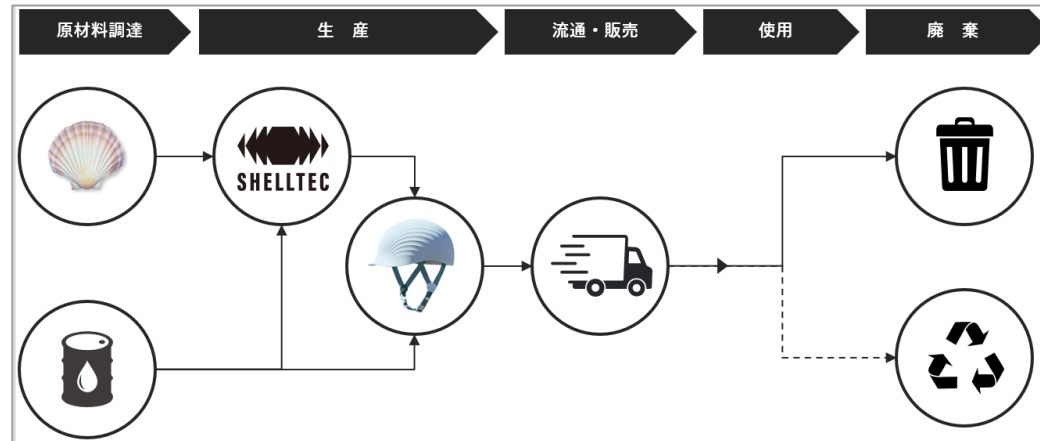 原材料調達
生　産
流通・販売
使用
廃　棄
SHELLTEC